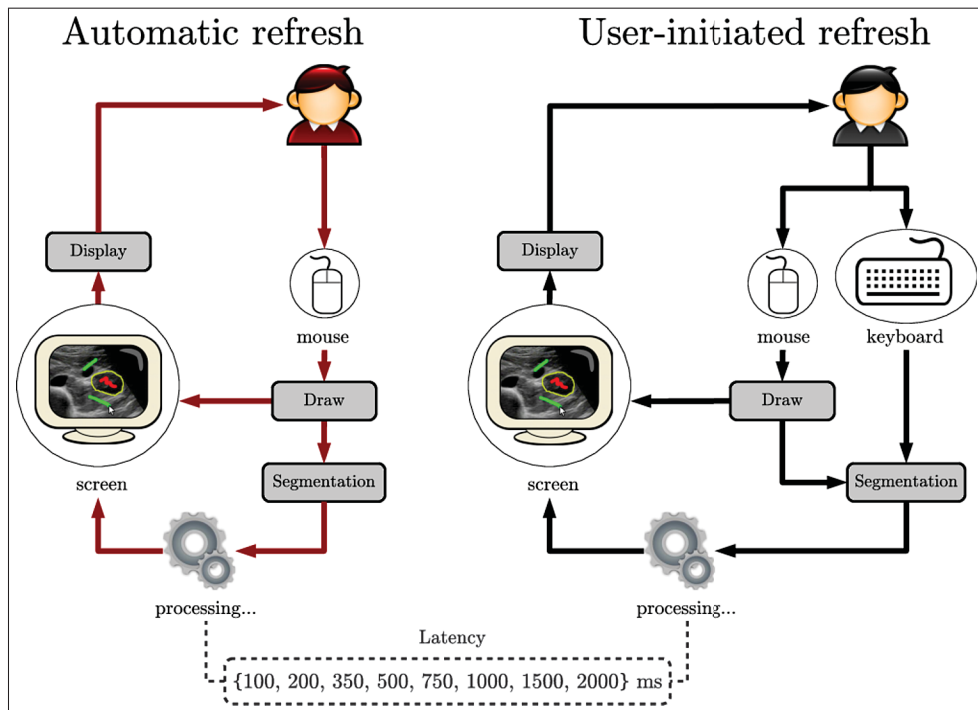 Automatic refresh
Display
mouse
Draw
screen
Segmentation
processing...
User-initiated refresh
Display
mouse
keyboard
Draw
screen
Segmentation
processing...
Latency
{100, 200, 350, 500, 750, 1000, 1500, 2000} ms